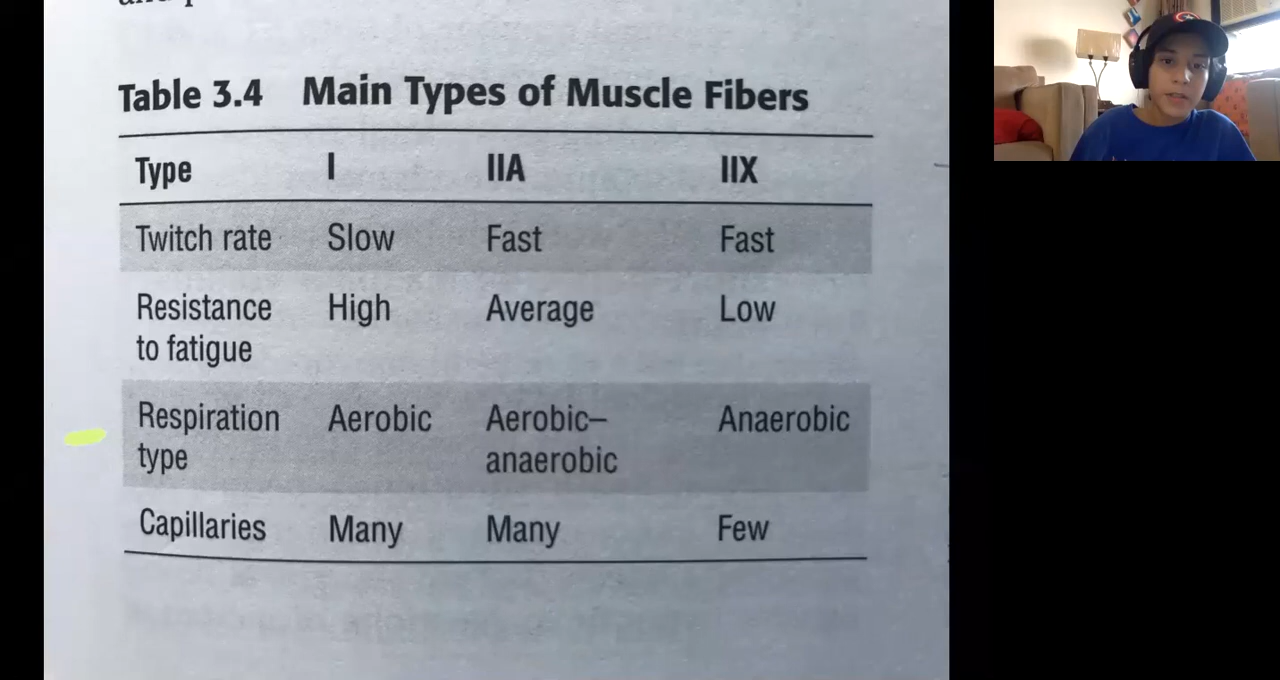 Table 3.4 Main Types of Muscle Fibers
Type I IIA IIX
Twitch rate Slow Fast Fast
Resistance High Average Low
to fatigue
Respiration Aerobic Aerobic– Anaerobic
type anaerobic
Capillaries Many Many Few